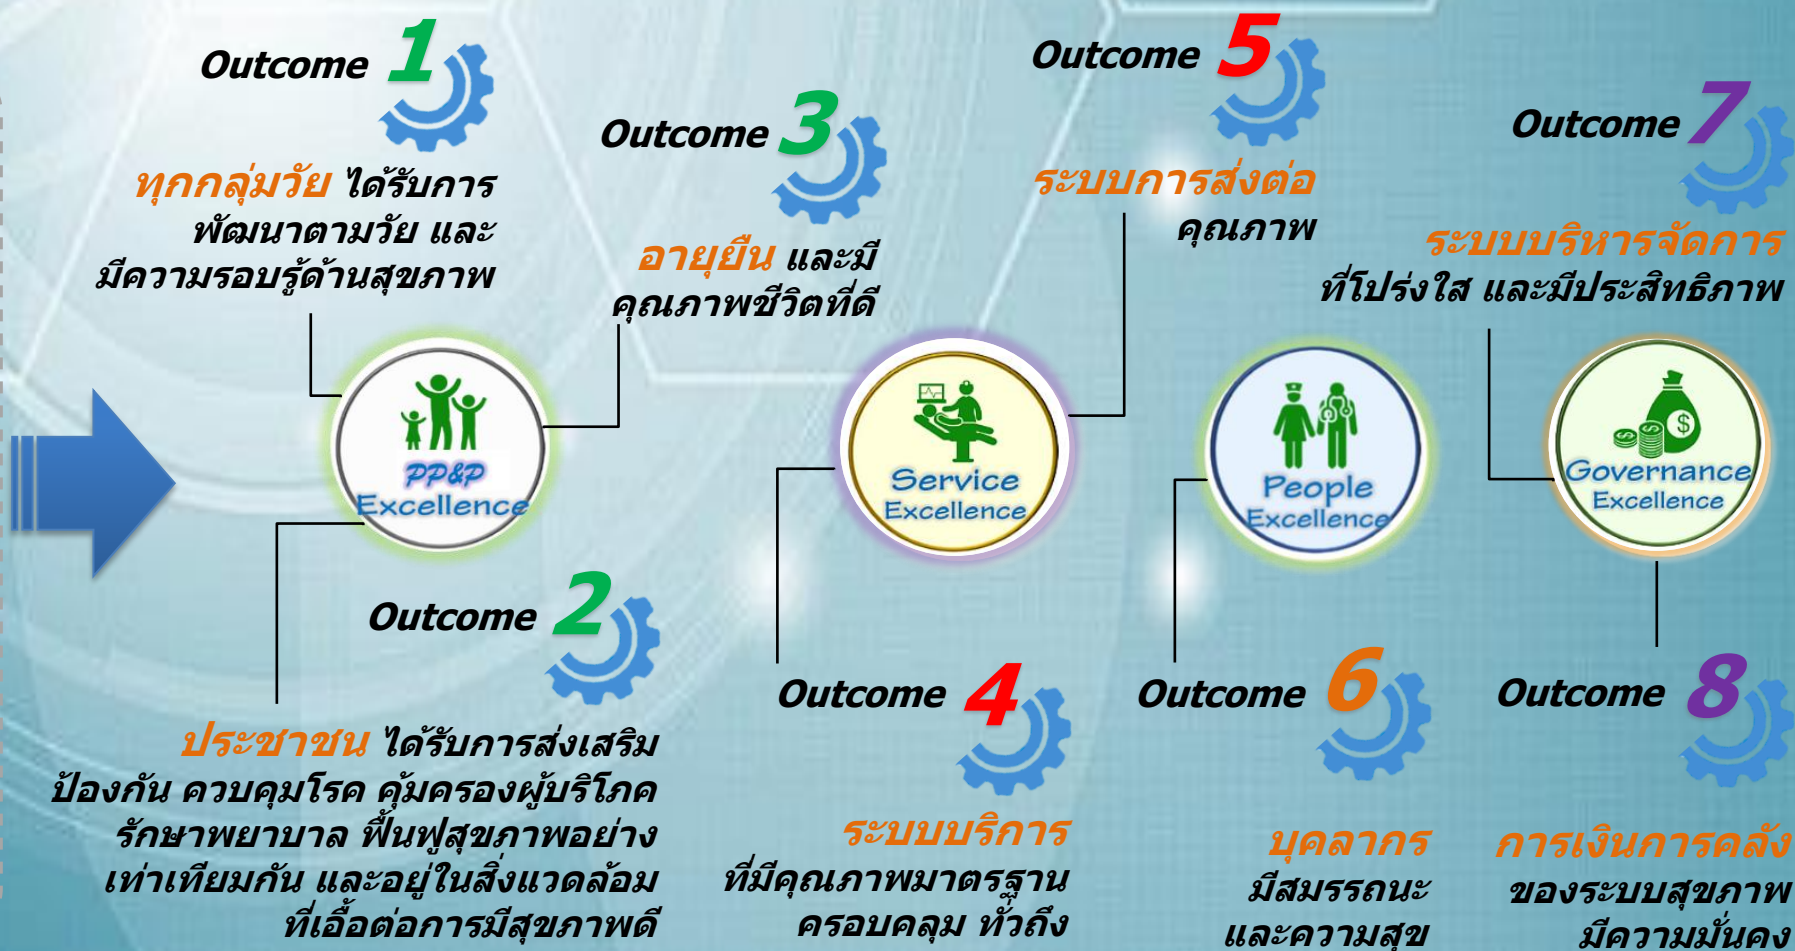 Outcome 1
ทุกกลุ่มวัย ได้รับการ
พัฒนาตามวัย และ
มีความรอบรู้ด้านสุขภาพ
Outcome 3
อายุยืน และมี
คุณภาพชีวิตที่ดี
Outcome 5
ระบบการส่งต่อ
คุณภาพ
Outcome 7
ระบบบริหารจัดการ
ที่โปร่งใส และมีประสิทธิภาพ
PP&P
Excellence
Service
Excellence
People
Excellence
Governance
Excellence
Outcome 2
ประชาชน ได้รับการส่งเสริม
ป้องกัน ควบคุมโรค คุ้มครองผู้บริโภค
รักษาพยาบาล ฟื้นฟูสุขภาพอย่าง
เท่าเทียมกัน และอยู่ในสิ่งแวดล้อม
ที่เอื้อต่อการมีสุขภาพดี
Outcome 4
ระบบบริการ
ที่มีคุณภาพมาตรฐาน
ครอบคลุม ทั่วถึง
Outcome 6
บุคลากร
มีสมรรถนะ
และความสุข
Outcome 8
การเงินการคลัง
ของระบบสุขภาพ
มีความมั่นคง